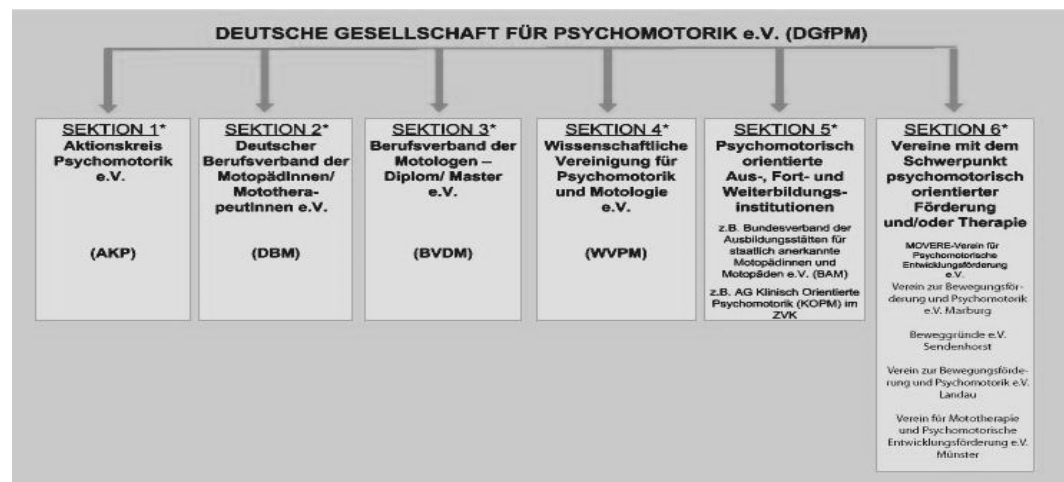 DEUTSCHE GESELLSCHAFT FÜR PSYCHOMOTORIK e.V. (DGfPM)
SEKTION 1*
Aktionskreis
Psychomotorik
e.V.
(AKP)
SEKTION 2*
Deutscher
Berufsverband der
MotopädInnen/
Motothera-
peutInnen e.V.
(DBM)
SEKTION 3*
Berufsverband der
Motologen –
Diplom/ Master
e.V.
(BVDM)
SEKTION 4*
Wissenschaftliche
Vereinigung für
Psychomotorik
und Motologie
e.V.
(WVPM)
SEKTION 5*
Psychomotorisch
orientierte
Aus-, Fort- und
Weiterbildungs-
institutionen
z.B. Bundesverband der
Ausbildungsstätten für
staatlich anerkannte
Motopädinnen und
Motopäden e.V. (BAM)
z.B. AG Klinisch Orientierte
Psychomotorik (KOPM) im
ZVK
SEKTION 6*
Vereine mit dem
Schwerpunkt
psychomotorisch
orientierter
Förderung
und/oder Therapie
MOVERE-Verein für
Psychomotorische
Entwicklungsförderung
e.V.
Verein zur Bewegungsför-
derung und Psychomotorik
e.V. Marburg
Beweggründe e.V.
Sendenhorst
Verein zur Bewegungsförde-
rung und Psychomotorik e.V.
Landau
Verein für Mototherapie
und Psychomotorische
Entwicklungsförderung e.V.
Münster